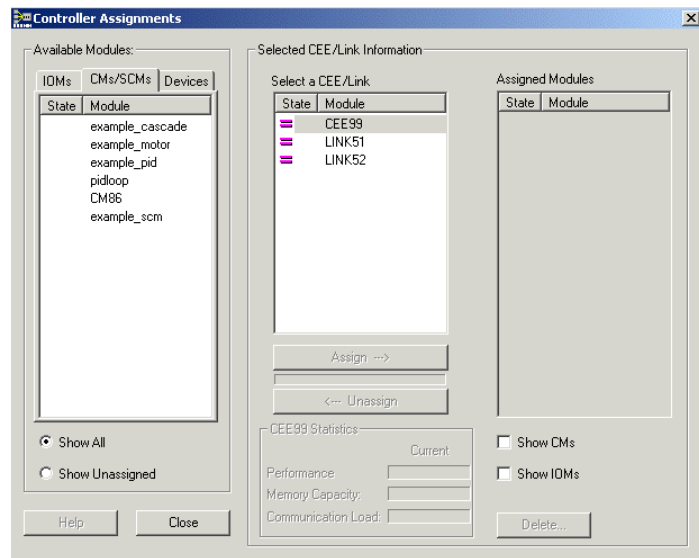 Controller Assignments
Available Modules:
IOMs
CMs/SCMs
Devices
State Module
example_cascade
example_motor
example_pid
pidloop
CM86
example_scm
Show All
Show Unassigned
Help
Close
Selected CEE/Link Information
Select a CEE/Link
State Module
CEE99
LINK51
LINK52
Assign --->
<--- Unassign
CEE99 Statistics
Current
Performance
Memory Capacity:
Communication Load:
Assigned Modules
State Module
Show CMs
Show IOMs
Delete...